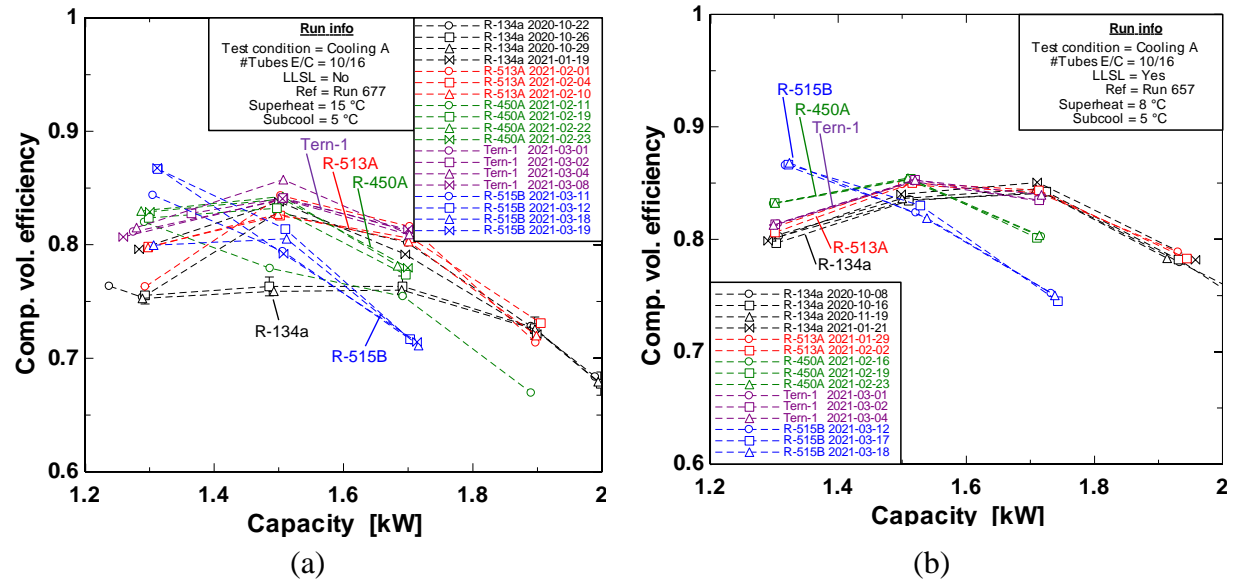 Run info
Test condition = Cooling A
#Tubes E/C = 10/16
LLSL = No
Ref = Run 677
Superheat = 15 °C
Subcool = 5 °C
R-134a 2020-10-22
R-134a 2020-10-26
R-134a 2020-10-29
R-134a 2021-01-19
R-513A 2021-02-01
R-513A 2021-02-04
R-513A 2021-02-10
R-450A 2021-02-11
R-450A 2021-02-19
R-450A 2021-02-22
R-450A 2021-02-23
Tern-1 2021-03-01
Tern-1 2021-03-02
Tern-1 2021-03-04
Tern-1 2021-03-08
R-515B 2021-03-11
R-515B 2021-03-12
R-515B 2021-03-18
R-515B 2021-03-19
Tern-1
R-513A
R-450A
R-134a
R-515B
1
0.9
0.8
0.7
0.6
Comp. vol. efficiency
1.2 1.4 1.6 1.8 2
Capacity [kW]
(a)
Run info
Test condition = Cooling A
#Tubes E/C = 10/16
LLSL = Yes
Ref = Run 657
Superheat = 8 °C
Subcool = 5 °C
R-515B
R-450A
Tern-1
R-513A
R-134a
R-134a 2020-10-08
R-134a 2020-10-16
R-134a 2020-11-19
R-134a 2021-01-21
R-513A 2021-01-29
R-513A 2021-02-02
R-450A 2021-02-16
R-450A 2021-02-19
R-450A 2021-02-23
Tern-1 2021-03-01
Tern-1 2021-03-02
Tern-1 2021-03-04
R-515B 2021-03-12
R-515B 2021-03-17
R-515B 2021-03-18
1
0.9
0.8
0.7
0.6
Comp. vol. efficiency
1.2 1.4 1.6 1.8 2
Capacity [kW]
(b)